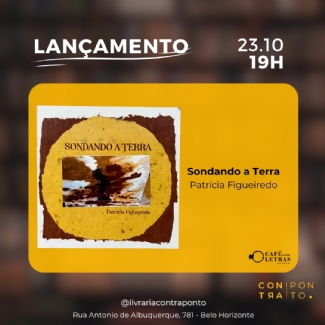 LANÇAMENTO
23.10
19H
SONDANDO A TERRA
Patrícia Figueiredo
Sondando a Terra
Patrícia Figueiredo
CAFÉ COM LETRAS
CON|PON
TRA|TO.
@livrariacontraponto
Rua Antonio de Albuquerque, 781 - Belo Horizonte